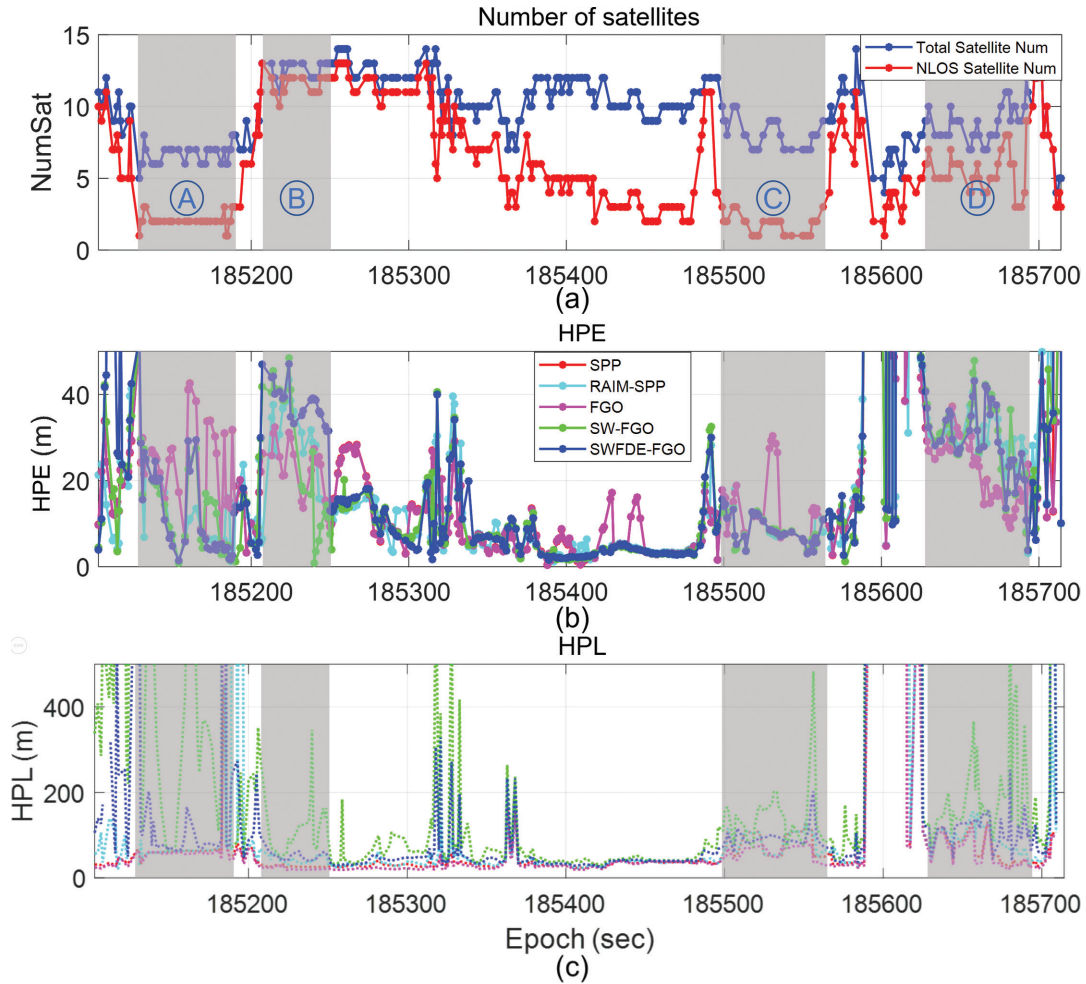 Number of satellites
15
10
5
0
NumSat
Total Satellite Num
NLOS Satellite Num
A
B
C
D
185200
185300
185400
185500
185600
185700
(a)
HPE
40
20
0
HPE (m)
SPP
RAIM-SPP
FGO
SW-FGO
SWFDE-FGO
185200
185300
185400
185500
185600
185700
(b)
HPL
400
200
0
HPL (m)
185200
185300
185400
185500
185600
185700
Epoch (sec)
(c)